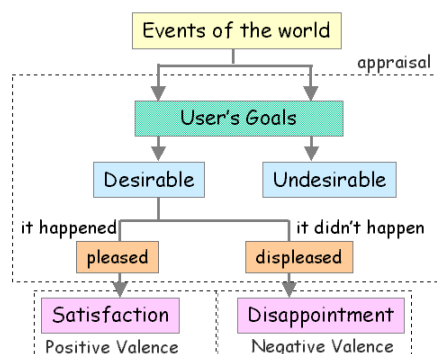 Events of the world
appraisal
User's Goals
Desirable
Undesirable
it happened
it didn't happen
pleased
displeased
Satisfaction
Disappointment
Positive Valence
Negative Valence